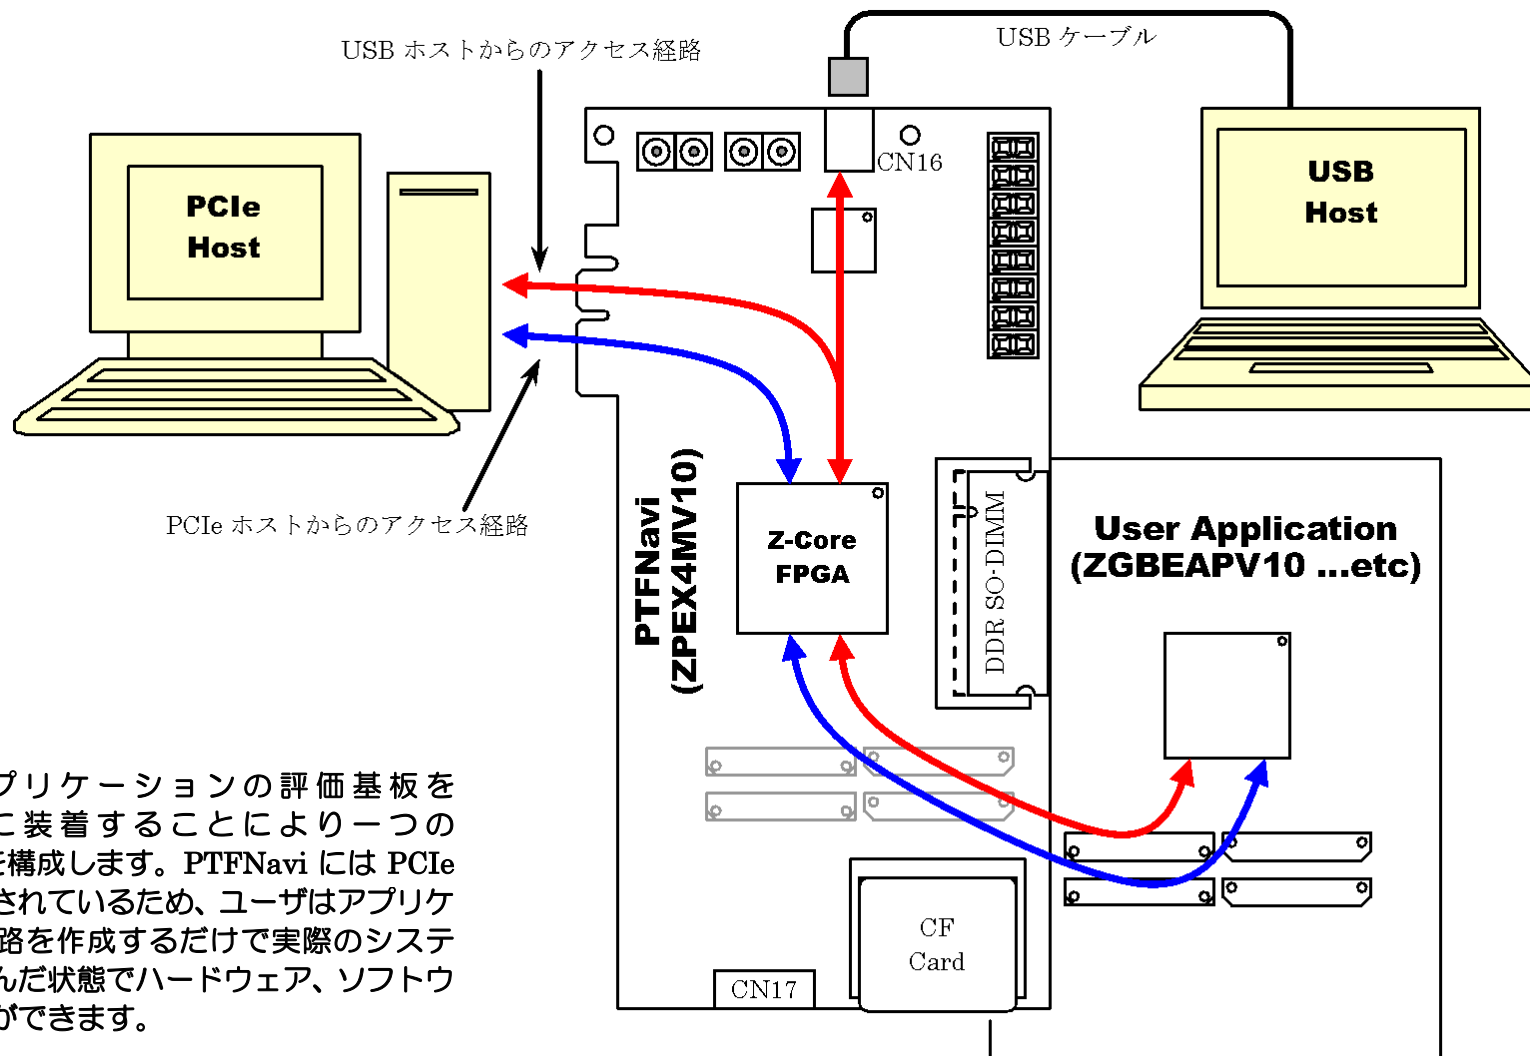 USB ホストからのアクセス経路
USB ケーブル
CN16
PCIe
Host
USB
Host
PCIe ホストからのアクセス経路
PTFNavi
(ZPEX4MV10)
Z-Core
FPGA
DDR SO-DIMM
User Application
(ZGBEAPV10 ...etc)
プリケーションの評価基板を
に装着することにより一つの
を構成します。PTFNavi には PCIe
されているため、ユーザはアプリケ
路を作成するだけで実際のシステ
んだ状態でハードウェア、ソフトウ
ができます。
CF
Card
CN17